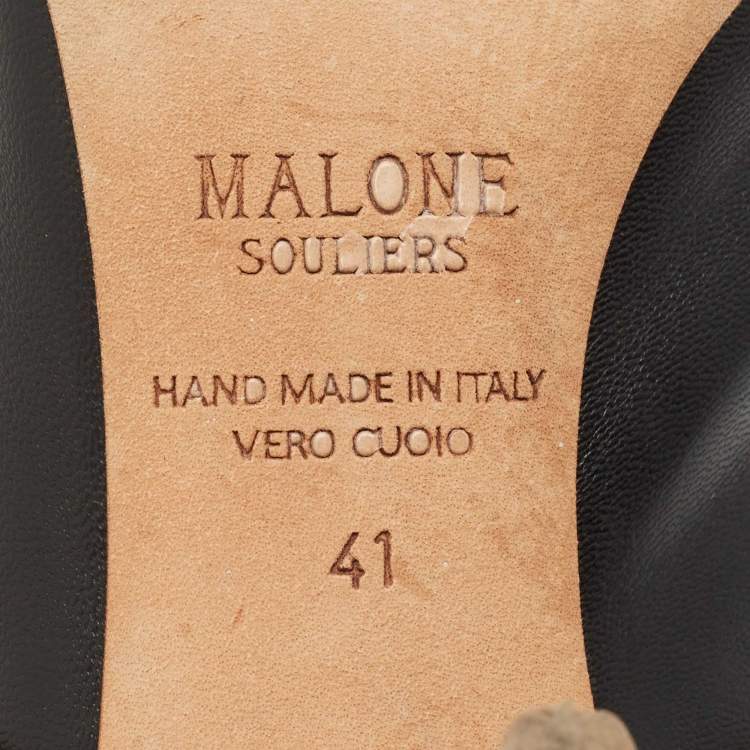 MALONE
SOULIERS
HAND MADE IN ITALY
VERO CUOIO
41